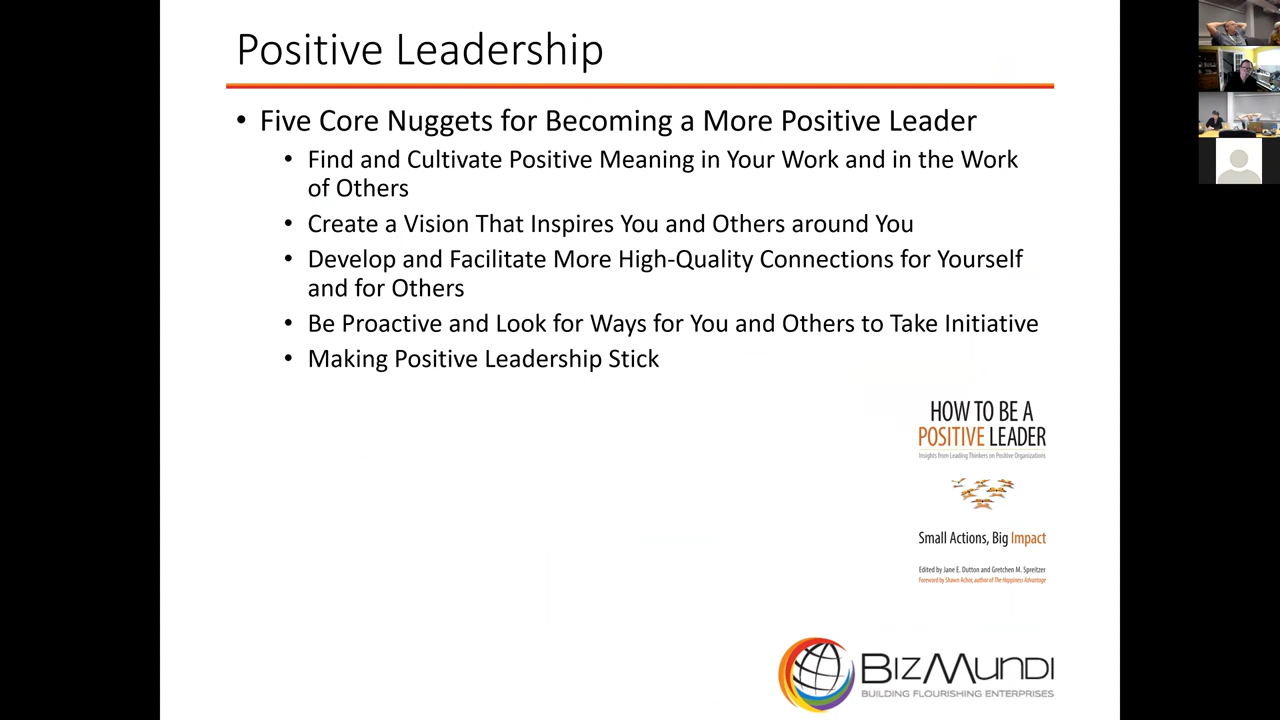 Positive Leadership
• Five Core Nuggets for Becoming a More Positive Leader
• Find and Cultivate Positive Meaning in Your Work and in the Work
of Others
• Create a Vision That Inspires You and Others around You
• Develop and Facilitate More High-Quality Connections for Yourself
and for Others
• Be Proactive and Look for Ways for You and Others to Take Initiative
• Making Positive Leadership Stick
HOW TO BE A
POSITIVE LEADER
Insights from Leading Thinkers on Positive Organizations
Small Actions, Big Impact
Edited by Jane E. Dutton and Gretchen M. Spreitzer
Foreword by Shawn Achor, author of The Happiness Advantage
BIZMUNDI
BUILDING FLOURISHING ENTERPRISES